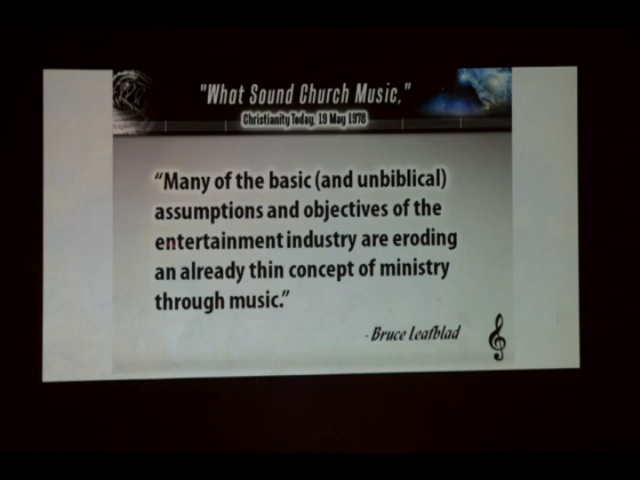 "What Sound Church Music,"
Christianity Today, 19 May 1978
“Many of the basic (and unbiblical)
assumptions and objectives of the
entertainment industry are eroding
an already thin concept of ministry
through music.”
- Bruce Leafblad